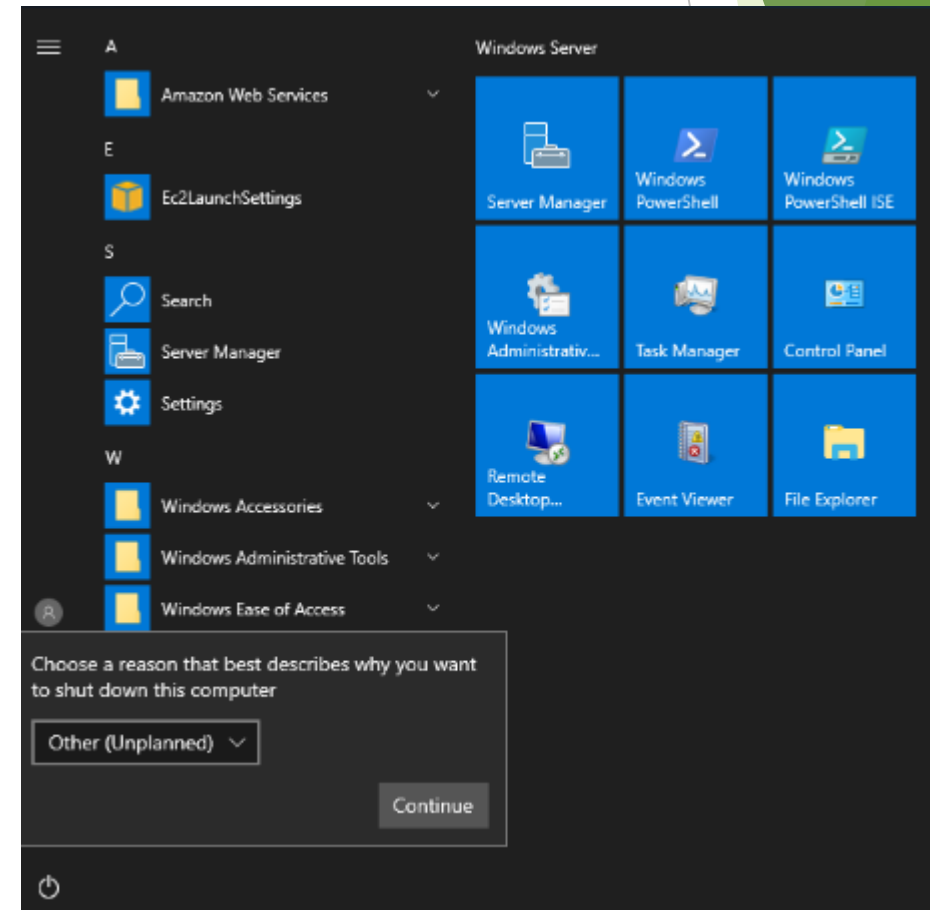 A
Amazon Web Services
E
Ec2LaunchSettings
S
Search
Server Manager
Settings
W
Windows Accessories
Windows Administrative Tools
Windows Ease of Access
Windows Server
Server Manager
Windows
PowerShell
Windows
PowerShell ISE
Windows
Administrativ...
Task Manager
Control Panel
Remote
Desktop...
Event Viewer
File Explorer
Choose a reason that best describes why you want
to shut down this computer
Other (Unplanned)
Continue